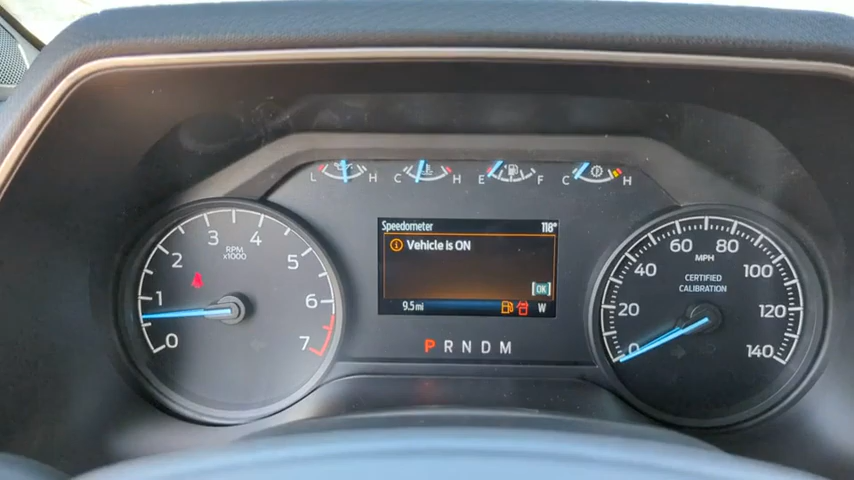 L H C H E F C H
Speedometer 118°
Vehicle is ON
OK
9.5 mi W
P R N D M
0 1 2 3 4 5 6 7
RPM
x1000
0 20 40 60 80 100 120 140
MPH
CERTIFIED
CALIBRATION